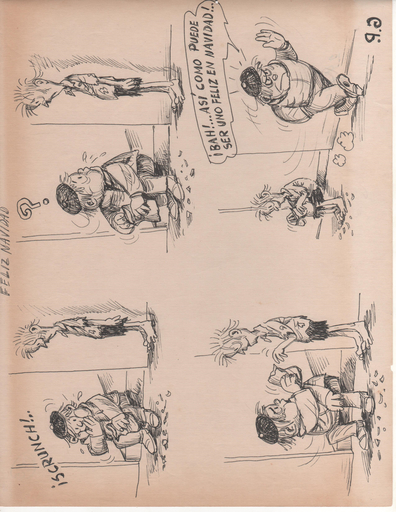 FELIZ NAVIDAD
¡SCRUNCH!..
?
¡BAH!... ASÍ COMO PUEDE
SER UNO FELIZ EN NAVIDAD...